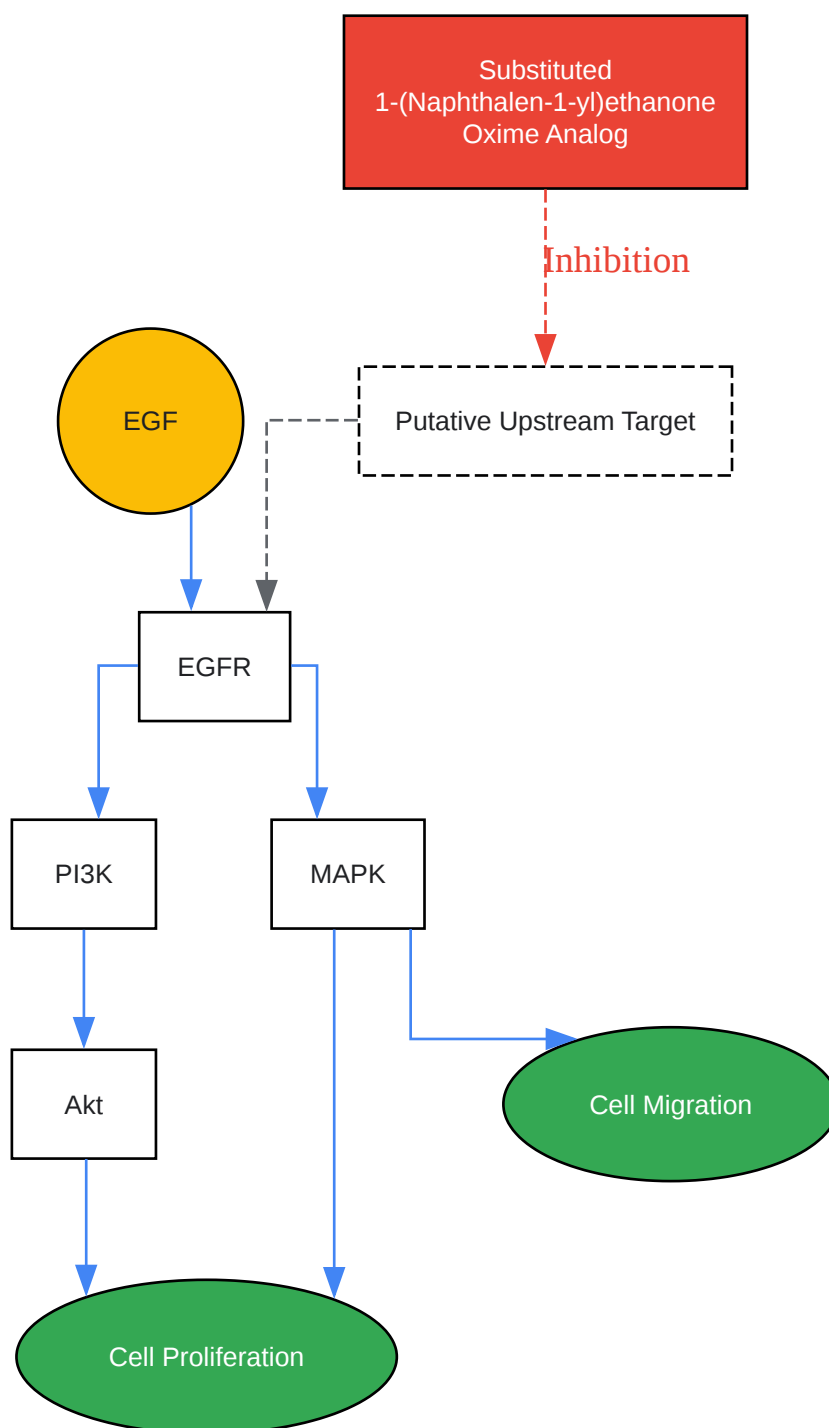 Substituted
1-(Naphthalen-1-yl)ethanone
Oxime Analog
Inhibition
EGF
Putative Upstream Target
EGFR
PI3K
MAPK
Akt
Cell Migration
Cell Proliferation